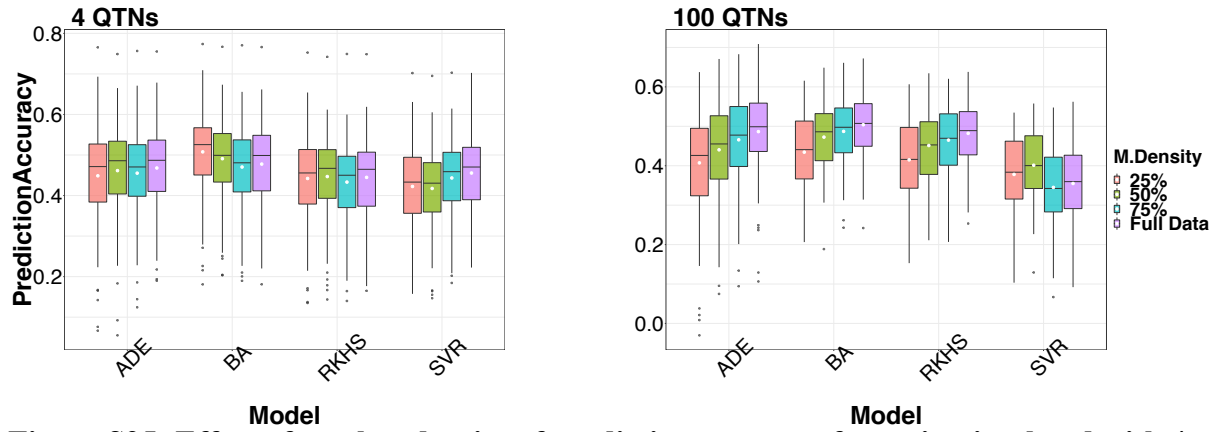 4 QTNs
PredictionAccuracy
0.8
0.6
0.4
0.2
ADE
BA
RKHS
SVR
Model
100 QTNs
0.6
0.4
0.2
0.0
ADE
BA
RKHS
SVR
Model
M.Density
25%
50%
75%
Full Data